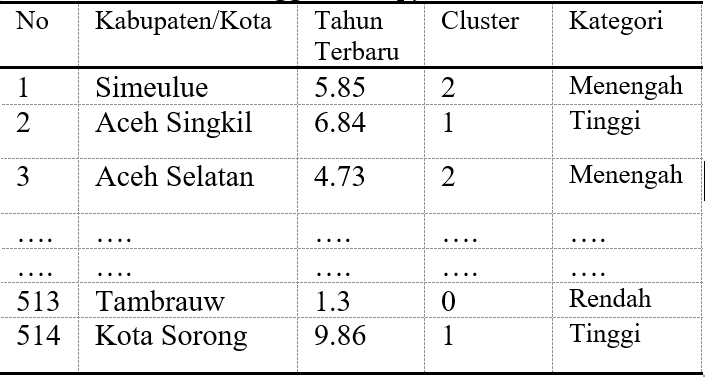 No Kabupaten/Kota Tahun Terbaru Cluster Kategori
1 Simeulue 5.85 2 Menengah
2 Aceh Singkil 6.84 1 Tinggi
3 Aceh Selatan 4.73 2 Menengah
…. …. …. …. ….
…. …. …. …. ….
513 Tambrauw 1.3 0 Rendah
514 Kota Sorong 9.86 1 Tinggi